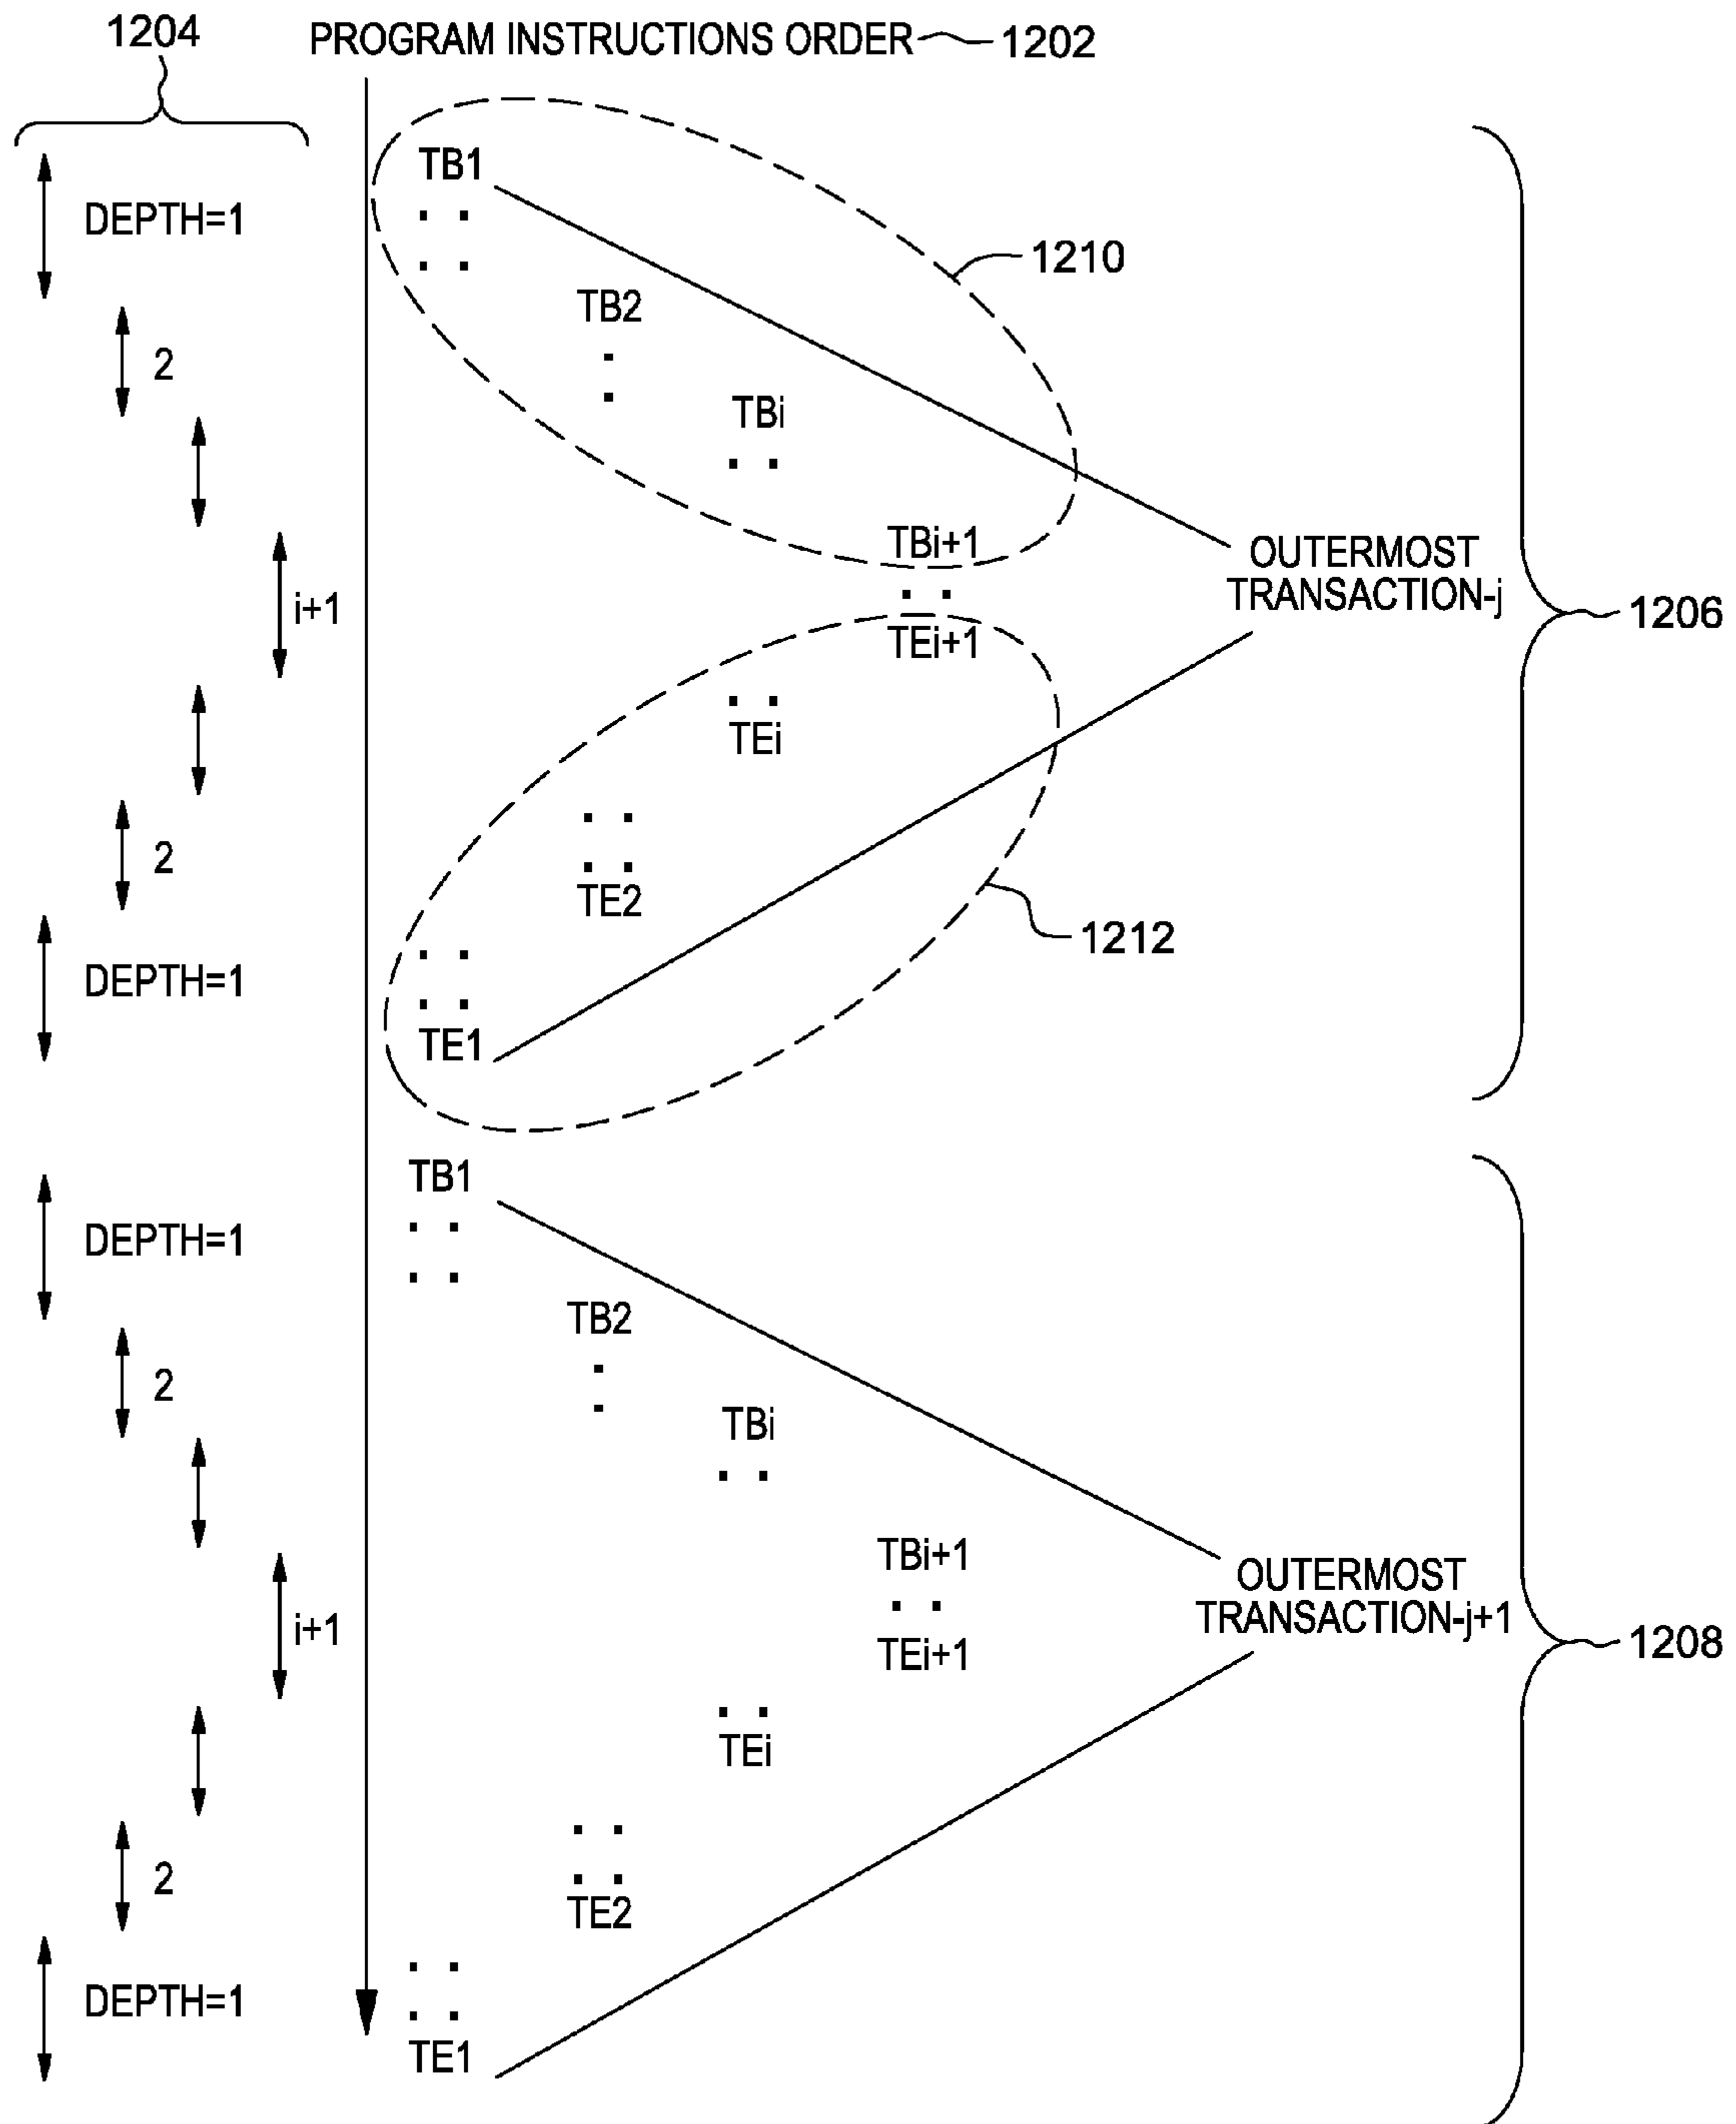 1204
PROGRAM INSTRUCTIONS ORDER 1202
TB1
DEPTH=1
1210
TB2
2
TBi
TBi+1
OUTERMOST
TRANSACTION-j
i+1
1206
TEi+1
TEi
2
TE2
1212
DEPTH=1
TE1
TB1
DEPTH=1
TB2
2
TBi
TBi+1
OUTERMOST
TRANSACTION-j+1
i+1
1208
TEi+1
TEi
2
TE2
DEPTH=1
TE1